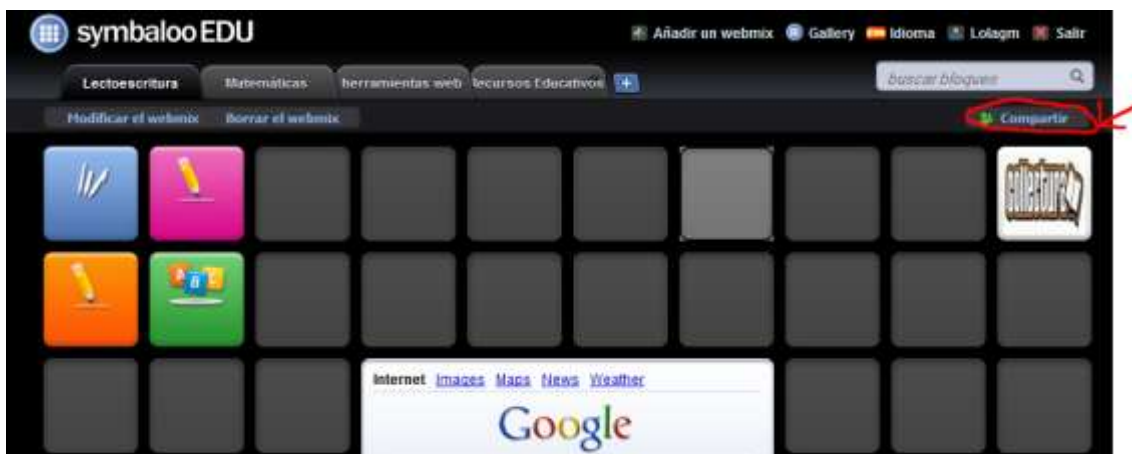 symbaloo EDU
Añadir un webmix Gallery Idioma Lolagm Salir
Lectoescritura Matemáticas herramientas web Recursos Educativos
buscar bloques
Modificar el webmix Borrar el webmix Compartir
Internet Images Maps News Weather
Google